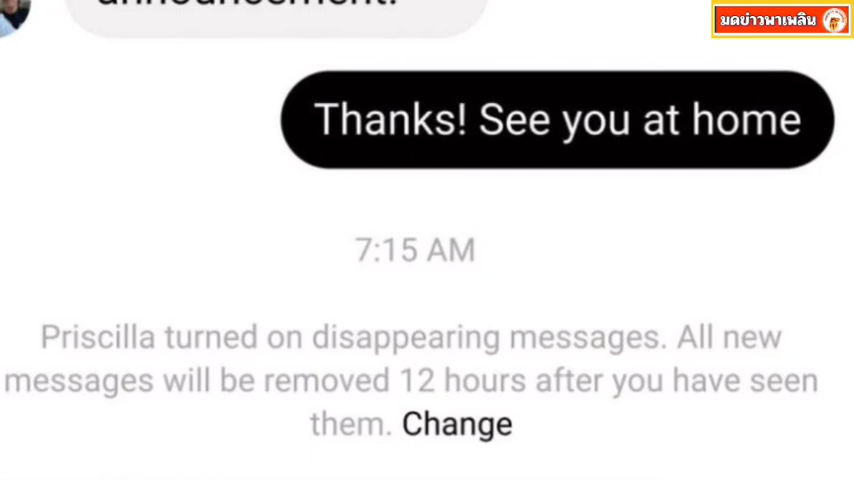 announcement!
มดข่าวพาเพลิน
Thanks! See you at home
7:15 AM
Priscilla turned on disappearing messages. All new
messages will be removed 12 hours after you have seen
them. Change